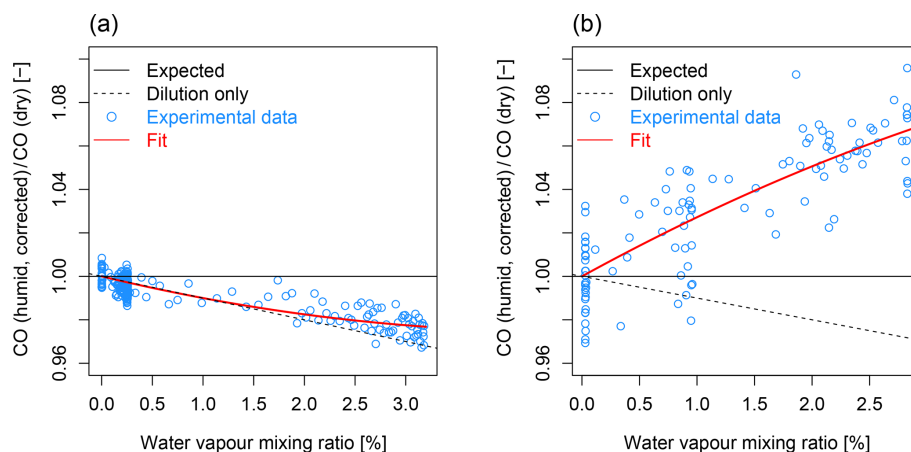 (a)
CO (humid, corrected)/CO (dry) [−]
1.08
1.04
1.00
0.96
Expected
Dilution only
Experimental data
Fit
0.0 0.5 1.0 1.5 2.0 2.5 3.0
Water vapour mixing ratio [%]
(b)
CO (humid, corrected)/CO (dry) [−]
1.08
1.04
1.00
0.96
Expected
Dilution only
Experimental data
Fit
0.0 0.5 1.0 1.5 2.0 2.5
Water vapour mixing ratio [%]